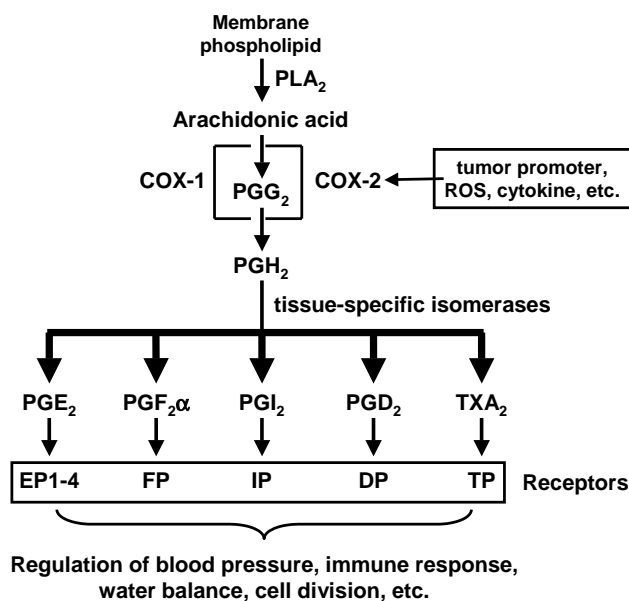 Membrane
phospholipid
PLA₂
Arachidonic acid
COX-1
PGG₂
COX-2
tumor promoter,
ROS, cytokine, etc.
PGH₂
tissue-specific isomerases
PGE₂ PGF₂α PGI₂ PGD₂ TXA₂
EP1-4 FP IP DP TP Receptors
Regulation of blood pressure, immune response,
water balance, cell division, etc.